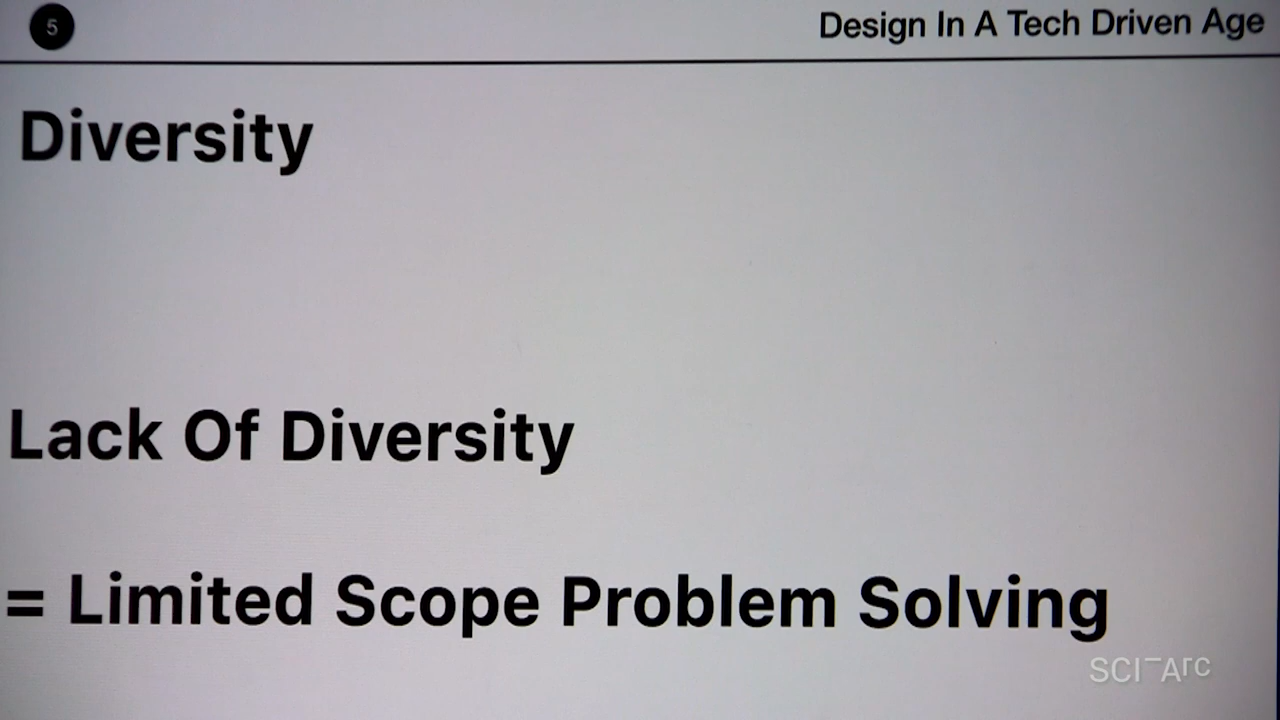 5
Design In A Tech Driven Age
Diversity
Lack Of Diversity
= Limited Scope Problem Solving
SCI-Arc